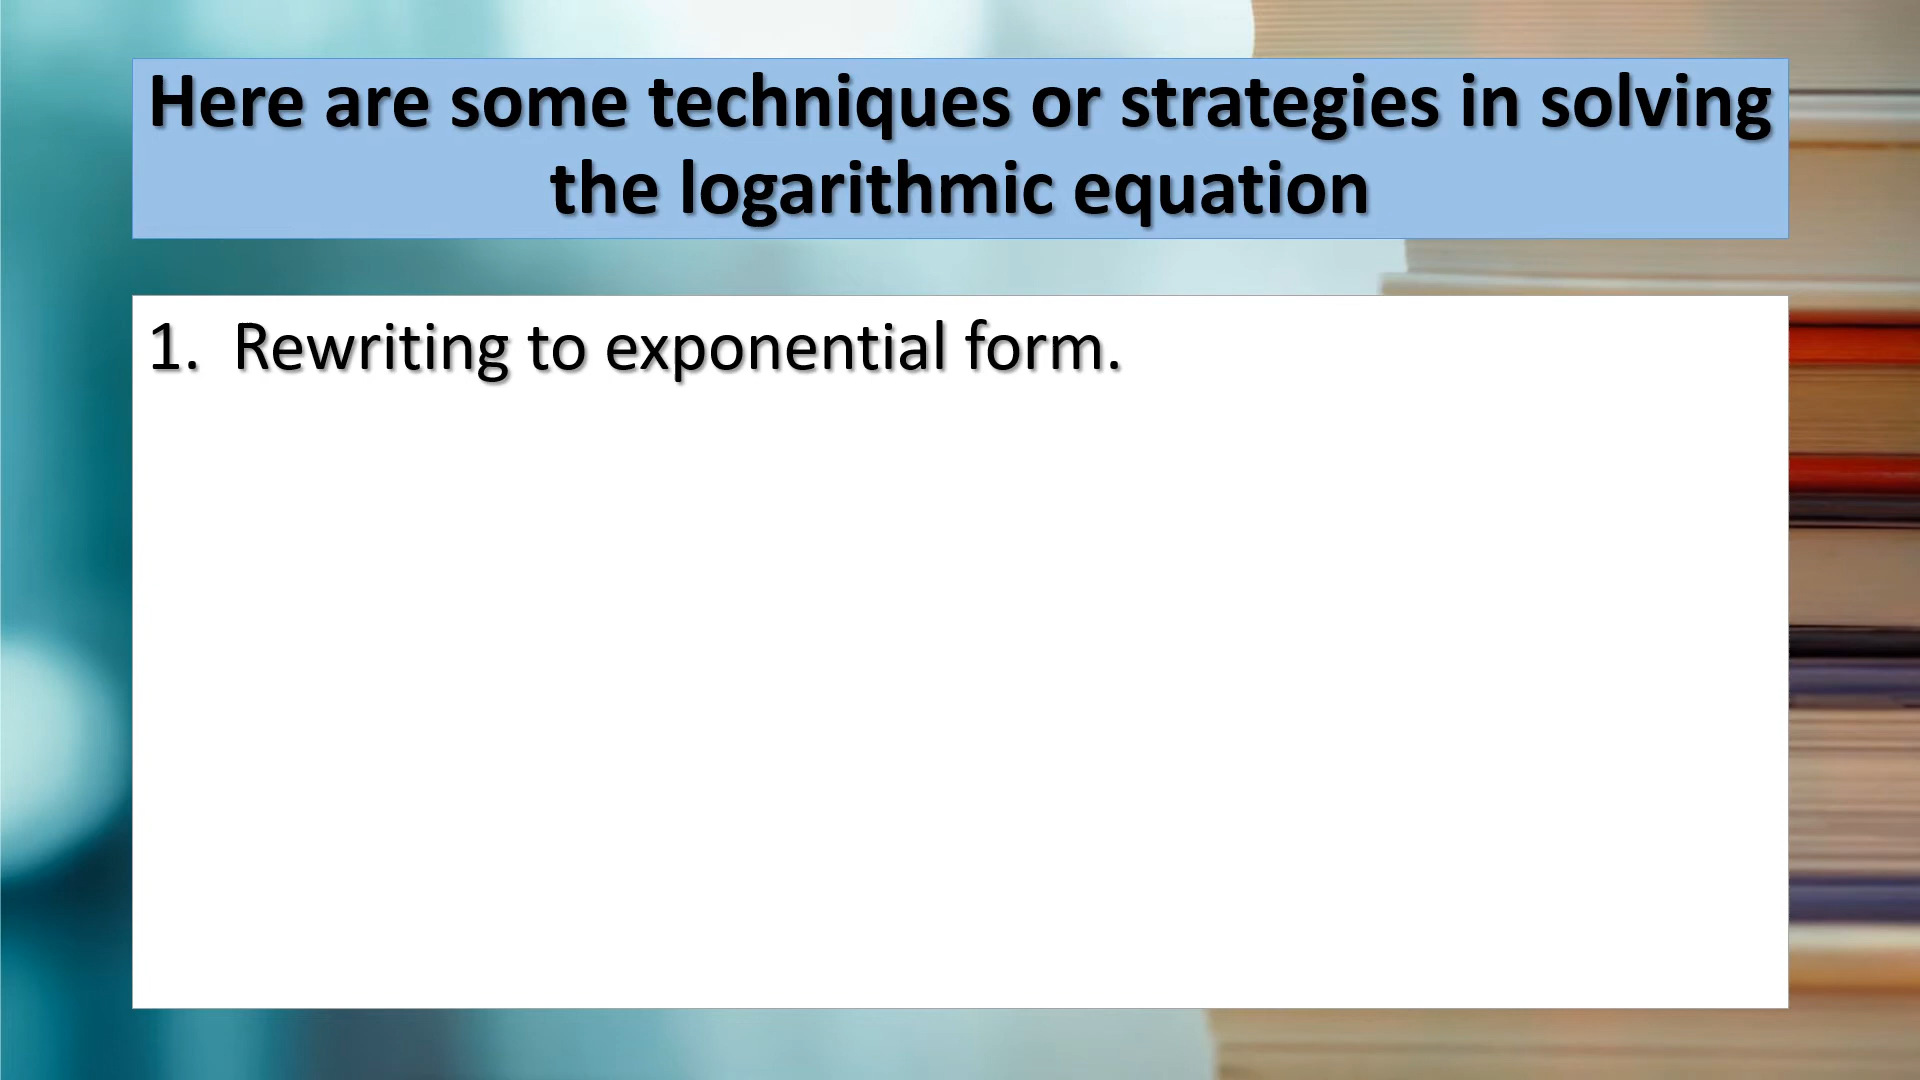 Here are some techniques or strategies in solving
the logarithmic equation
1. Rewriting to exponential form.